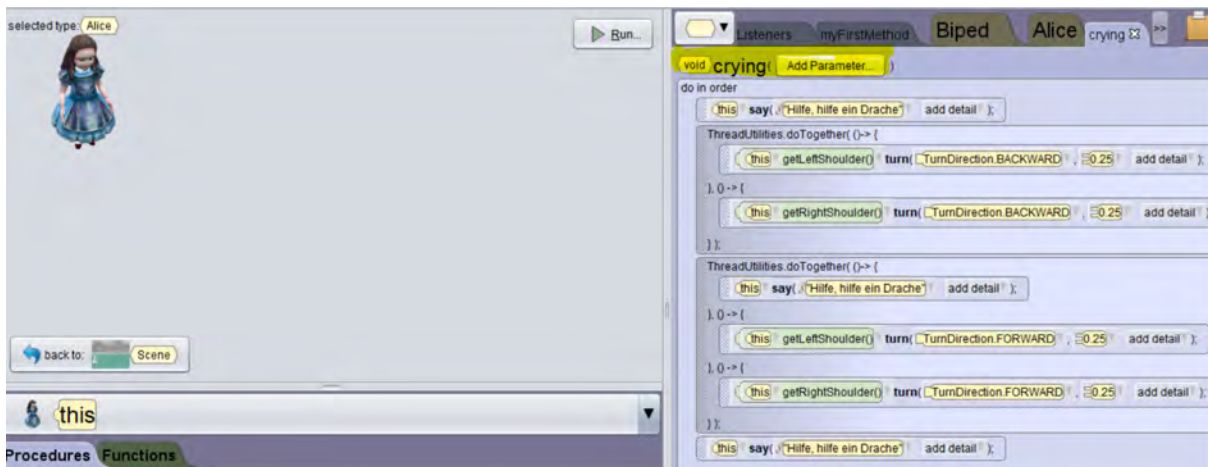 selected type: Alice
Run...
Listeners myFirstMethod Biped Alice crying >>
void crying( Add Parameter... )
do in order
this say( "Hilfe, hilfe ein Drache" add detail );
ThreadUtilities.doTogether( ()-> {
this getLeftShoulder() turn( TurnDirection.BACKWARD , 0.25 add detail );
}, () -> {
this getRightShoulder() turn( TurnDirection.BACKWARD , 0.25 add detail )
} );
ThreadUtilities.doTogether( ()-> {
this say( "Hilfe, hilfe ein Drache" add detail );
}, () -> {
this getLeftShoulder() turn( TurnDirection.FORWARD , 0.25 add detail );
}, () -> {
this getRightShoulder() turn( TurnDirection.FORWARD , 0.25 add detail );
} );
this say( "Hilfe, hilfe ein Drache" add detail );
back to: Scene
this
Procedures Functions